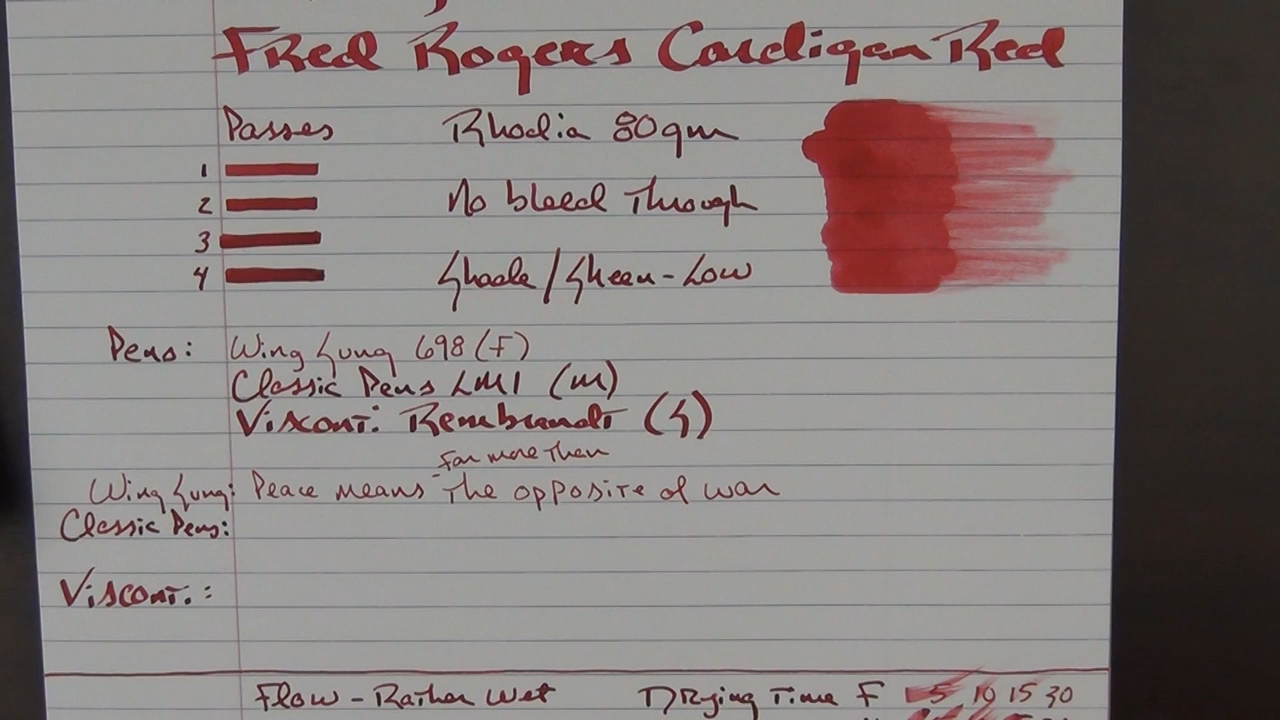 Fred Rogers Cardigan Red
Passes Rhodia 80gm
1
2 No bleed Through
3
4 Shade/Sheen-Low
Pens: Wing Sung 698 (F)
Classic Pens LM1 (M)
Visconti Rembrandt (S)
Far more Than
Wing Sung: Peace means The opposite of war
Classic Pens:
Visconti:
Flow - Rather Wet Drying Time F 5 10 15 30